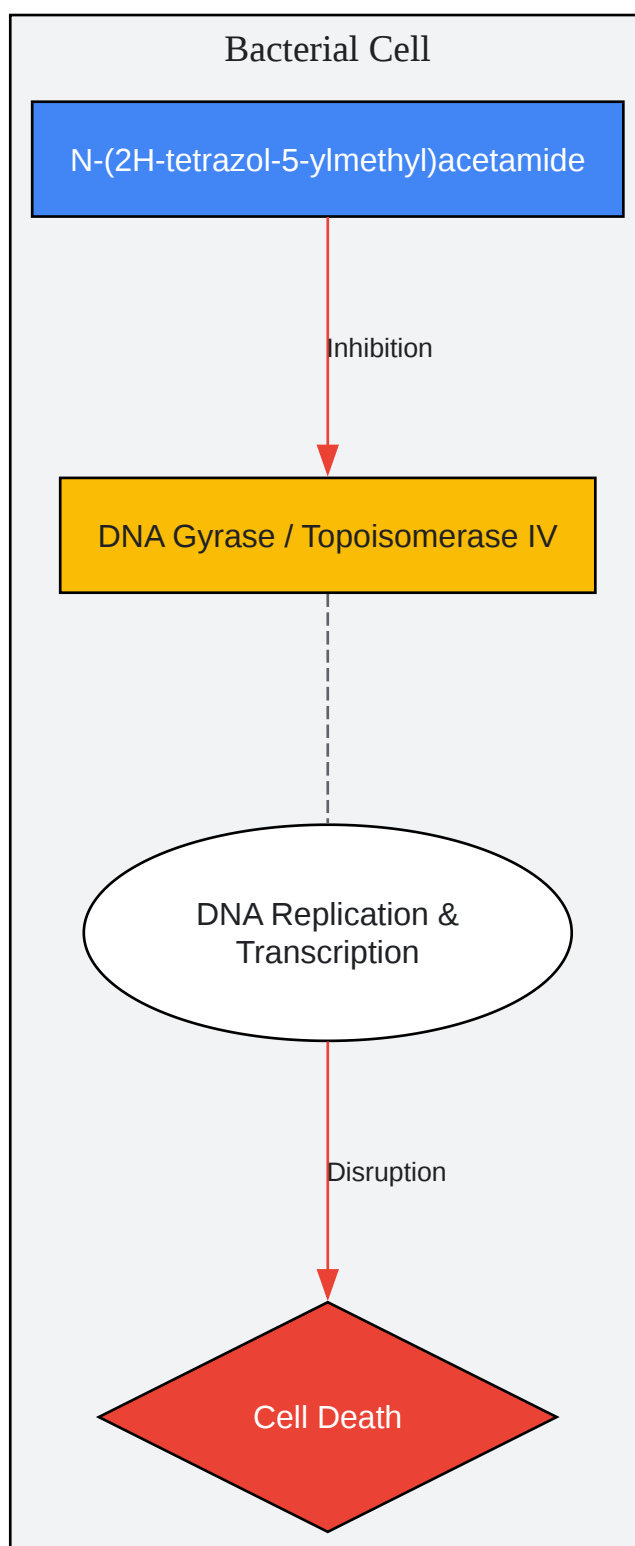 Bacterial Cell
N-(2H-tetrazol-5-ylmethyl)acetamide
Inhibition
DNA Gyrase / Topoisomerase IV
DNA Replication &
Transcription
Disruption
Cell Death